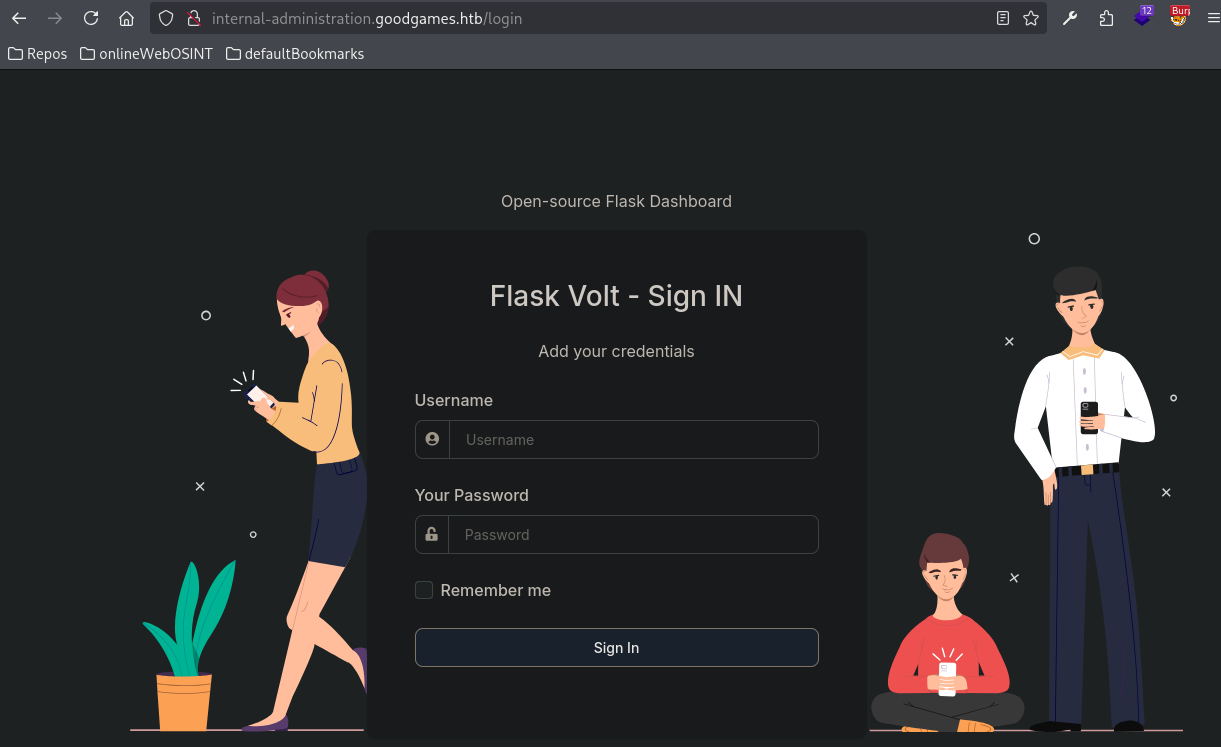 internal-administration.goodgames.htb/login
12
Burp
Repos onlineWebOSINT defaultBookmarks
Open-source Flask Dashboard
Flask Volt - Sign IN
Add your credentials
Username
Username
Your Password
Password
Remember me
Sign In